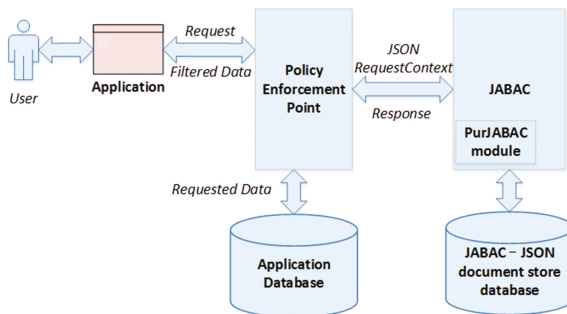 User
Application
Request
Filtered Data
Policy
Enforcement
Point
JSON
RequestContext
Response
JABAC
PurJABAC
module
Requested Data
Application
Database
JABAC – JSON
document store
database